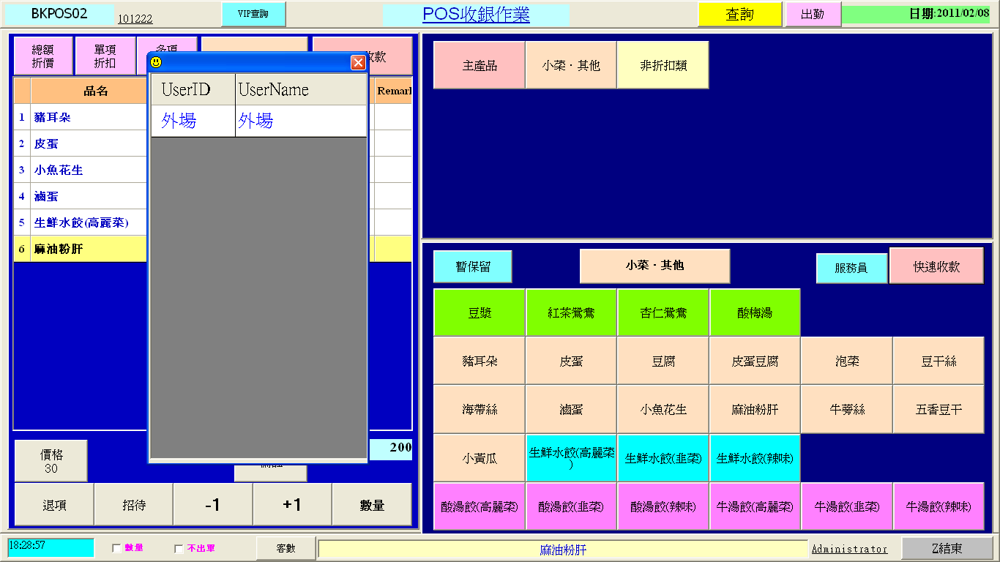 BKPOS02
101222
VIP查詢
POS收銀作業
查詢
出勤
日期:2011/02/08
總額
折價
單項
折扣
多項
收款
品名
Remark
1 豬耳朵
2 皮蛋
3 小魚花生
4 滷蛋
5 生鮮水餃(高麗菜)
6 麻油粉肝
UserID UserName
外場 外場
主產品
小菜．其他
非折扣類
暫保留
小菜．其他
服務員
快速收款
豆漿
紅茶鴛鴦
杏仁鴛鴦
酸梅湯
豬耳朵
皮蛋
豆腐
皮蛋豆腐
泡菜
豆干絲
海帶絲
滷蛋
小魚花生
麻油粉肝
牛蒡絲
五香豆干
小黃瓜
生鮮水餃(高麗菜
)
生鮮水餃(韭菜)
生鮮水餃(辣味)
酸湯餃(高麗菜)
酸湯餃(韭菜)
酸湯餃(辣味)
牛湯餃(高麗菜)
牛湯餃(韭菜)
牛湯餃(辣味)
價格
30
200
退項
招待
-1
+1
數量
18:28:57
數量
不出單
客數
麻油粉肝
Administrator
Z結束